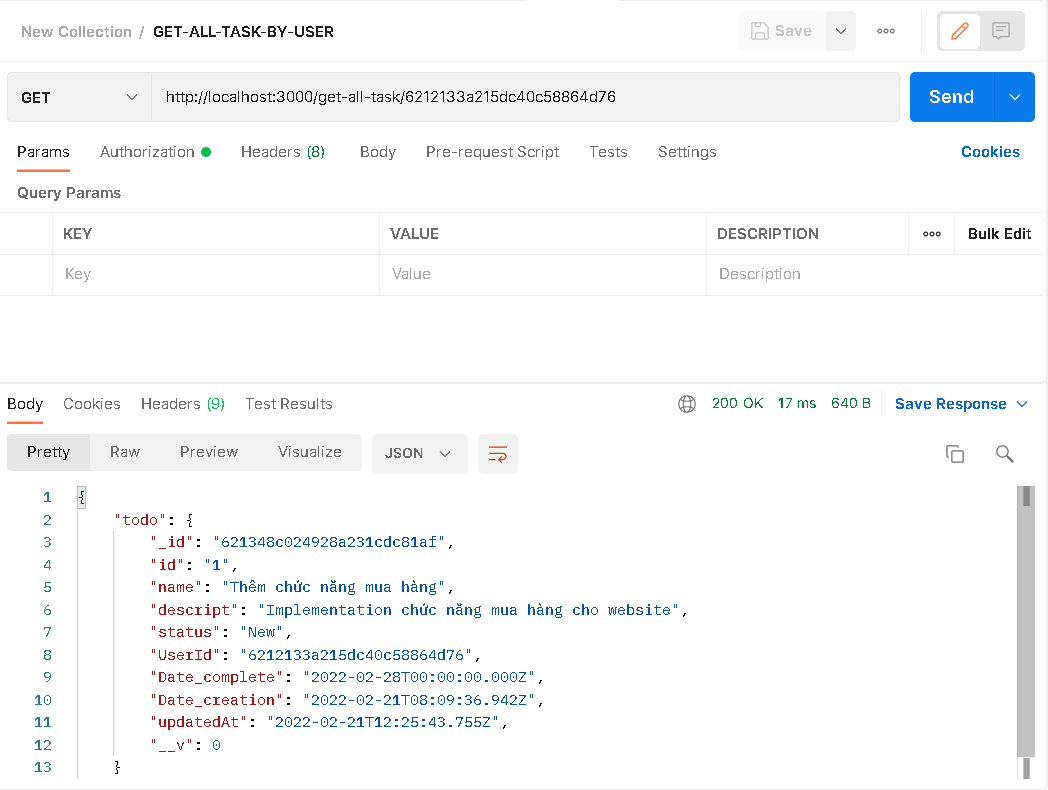 New Collection / GET-ALL-TASK-BY-USER
Save
GET
http://localhost:3000/get-all-task/6212133a215dc40c58864d76
Send
Params Authorization Headers (8) Body Pre-request Script Tests Settings Cookies
Query Params
KEY VALUE DESCRIPTION Bulk Edit
Key Value Description
Body Cookies Headers (9) Test Results 200 OK 17 ms 640 B Save Response
Pretty Raw Preview Visualize JSON
1 {
2 "todo": {
3 "_id": "621348c024928a231cdc81af",
4 "id": "1",
5 "name": "Thêm chức năng mua hàng",
6 "descript": "Implementation chức năng mua hàng cho website",
7 "status": "New",
8 "UserId": "6212133a215dc40c58864d76",
9 "Date_complete": "2022-02-28T00:00:00.000Z",
10 "Date_creation": "2022-02-21T08:09:36.942Z",
11 "updatedAt": "2022-02-21T12:25:43.755Z",
12 "__v": 0
13 }